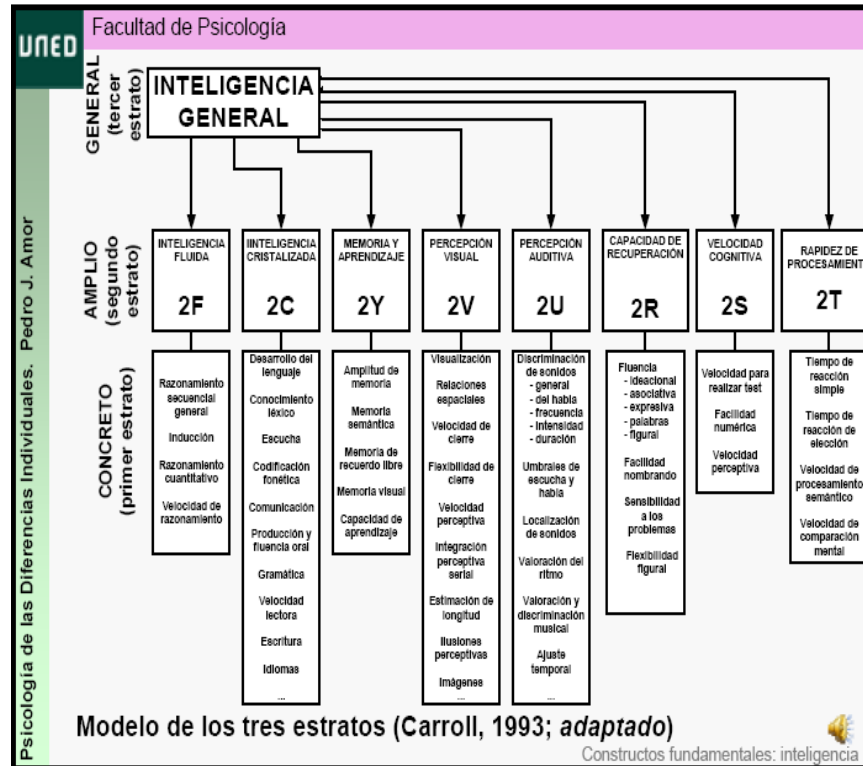 UNED
Facultad de Psicología
Psicología de las Diferencias Individuales. Pedro J. Amor
GENERAL
(tercer
estrato)
INTELIGENCIA
GENERAL
AMPLIO
(segundo
estrato)
INTELIGENCIA
FLUIDA
2F
IINTELIGENCIA
CRISTALIZADA
2C
MEMORIA Y
APRENDIZAJE
2Y
PERCEPCIÓN
VISUAL
2V
PERCEPCIÓN
AUDITIVA
2U
CAPACIDAD DE
RECUPERACIÓN
2R
VELOCIDAD
COGNITIVA
2S
RAPIDEZ DE
PROCESAMIENT
2T
CONCRETO
(primer estrato)
Razonamiento
secuencial
general
Inducción
Razonamiento
cuantitativo
Velocidad de
razonamiento
Desarrollo del
lenguaje
Conocimiento
léxico
Escucha
Codificación
fonética
Comunicación
Producción y
fluencia oral
Gramática
Velocidad
lectora
Escritura
Idiomas
...
Amplitud de
memoria
Memoria
semántica
Memoria de
recuerdo libre
Memoria visual
Capacidad de
aprendizaje
Visualización
Relaciones
espaciales
Velocidad de
cierre
Flexibilidad de
cierre
Velocidad
perceptiva
Integración
perceptiva
serial
Estimación de
longitud
Ilusiones
perceptivas
Imágenes
...
Discriminación
de sonidos
- general
- del habla
- frecuencia
- intensidad
- duración
Umbrales de
escucha y
habla
Localización
de sonidos
Valoración del
ritmo
Valoración y
discriminación
musical
Ajuste
temporal
...
Fluencia
- ideacional
- asociativa
- expresiva
- palabras
- figural
Facilidad
nombrando
Sensibilidad
a los
problemas
Flexibilidad
figural
Velocidad para
realizar test
Facilidad
numérica
Velocidad
perceptiva
Tiempo de
reacción
simple
Tiempo de
reacción de
elección
Velocidad de
procesamiento
semántico
Velocidad de
comparación
mental
Modelo de los tres estratos (Carroll, 1993; adaptado)
Constructos fundamentales: inteligencia